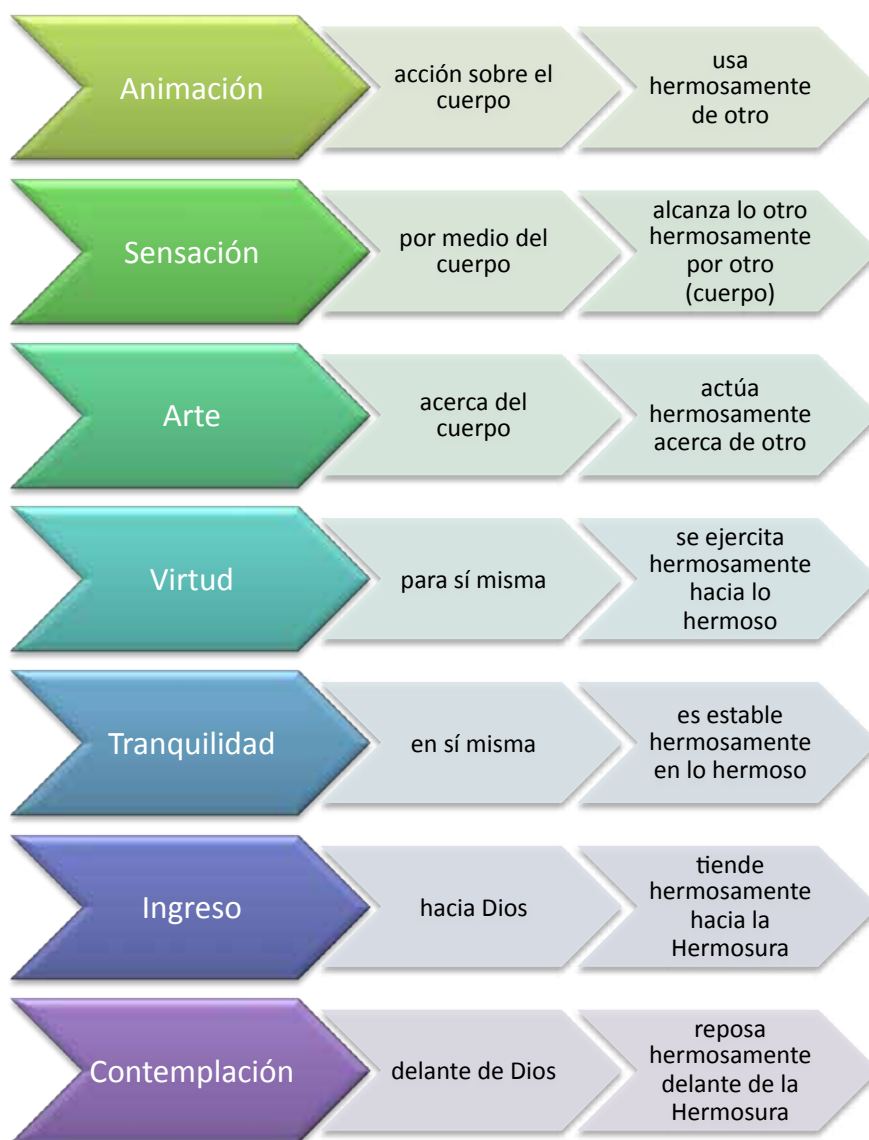 Animación
acción sobre el
cuerpo
usa
hermosamente
de otro
Sensación
por medio del
cuerpo
alcanza lo otro
hermosamente
por otro
(cuerpo)
Arte
acerca del
cuerpo
actúa
hermosamente
acerca de otro
Virtud
para sí misma
se ejercita
hermosamente
hacia lo
hermoso
Tranquilidad
en sí misma
es estable
hermosamente
en lo hermoso
Ingreso
hacia Dios
tiende
hermosamente
hacia la
Hermosura
Contemplación
delante de Dios
reposa
hermosamente
delante de la
Hermosura